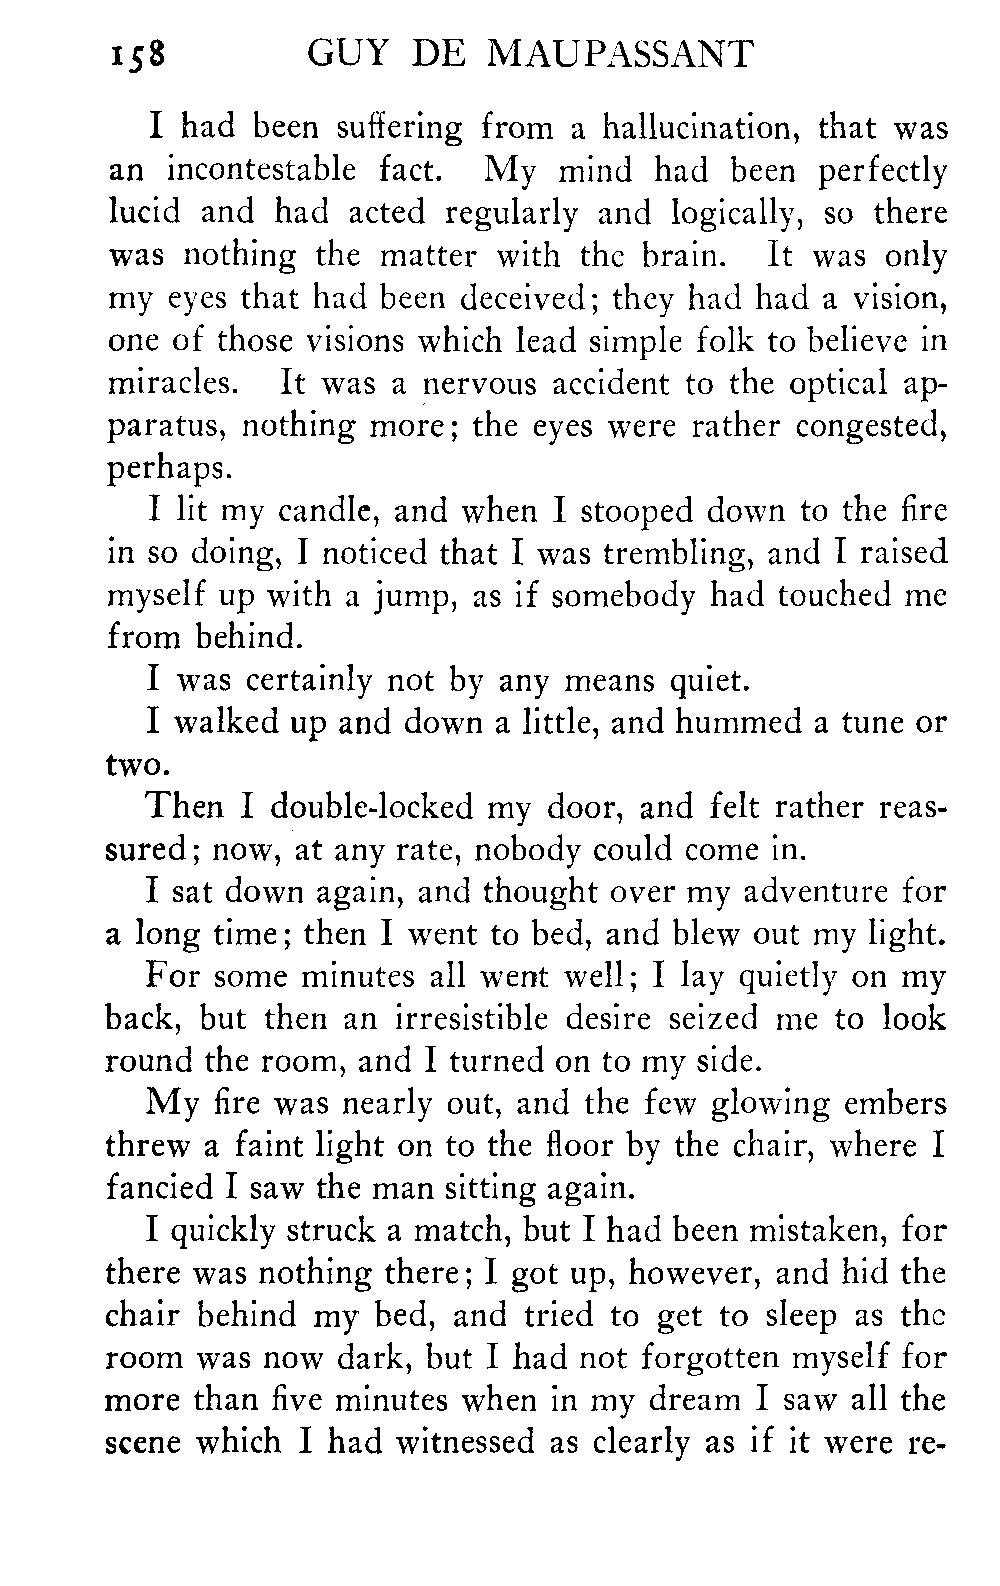 158 GUY DE MAUPASSANT
I had been suffering from a hallucination, that was
an incontestable fact. My mind had been perfectly
lucid and had acted regularly and logically, so there
was nothing the matter with the brain. It was only
my eyes that had been deceived; they had had a vision,
one of those visions which lead simple folk to believe in
miracles. It was a nervous accident to the optical ap-
paratus, nothing more; the eyes were rather congested,
perhaps.
I lit my candle, and when I stooped down to the fire
in so doing, I noticed that I was trembling, and I raised
myself up with a jump, as if somebody had touched me
from behind.
I was certainly not by any means quiet.
I walked up and down a little, and hummed a tune or
two.
Then I double-locked my door, and felt rather reas-
sured; now, at any rate, nobody could come in.
I sat down again, and thought over my adventure for
a long time; then I went to bed, and blew out my light.
For some minutes all went well; I lay quietly on my
back, but then an irresistible desire seized me to look
round the room, and I turned on to my side.
My fire was nearly out, and the few glowing embers
threw a faint light on to the floor by the chair, where I
fancied I saw the man sitting again.
I quickly struck a match, but I had been mistaken, for
there was nothing there; I got up, however, and hid the
chair behind my bed, and tried to get to sleep as the
room was now dark, but I had not forgotten myself for
more than five minutes when in my dream I saw all the
scene which I had witnessed as clearly as if it were re-